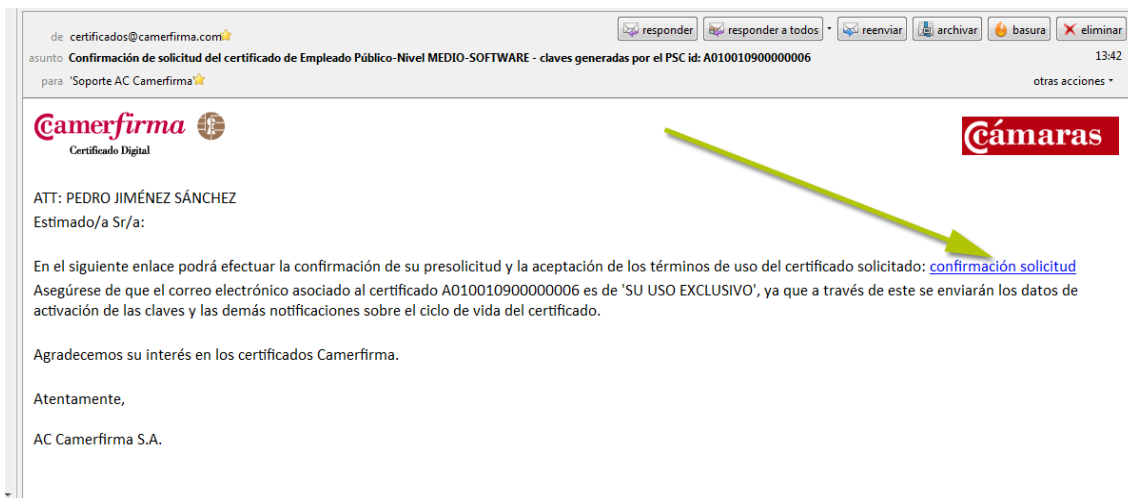 de certificados@camerfirma.com
responder
responder a todos
reenviar
archivar
basura
eliminar
asunto Confirmación de solicitud del certificado de Empleado Público-Nivel MEDIO-SOFTWARE - claves generadas por el PSC id: A010010900000006
13:42
para 'Soporte AC Camerfirma'
otras acciones
Camerfirma
Certificado Digital
Cámaras
ATT: PEDRO JIMÉNEZ SÁNCHEZ
Estimado/a Sr/a:
En el siguiente enlace podrá efectuar la confirmación de su presolicitud y la aceptación de los términos de uso del certificado solicitado: confirmación solicitud
Asegúrese de que el correo electrónico asociado al certificado A010010900000006 es de 'SU USO EXCLUSIVO', ya que a través de este se enviarán los datos de
activación de las claves y las demás notificaciones sobre el ciclo de vida del certificado.
Agradecemos su interés en los certificados Camerfirma.
Atentamente,
AC Camerfirma S.A.